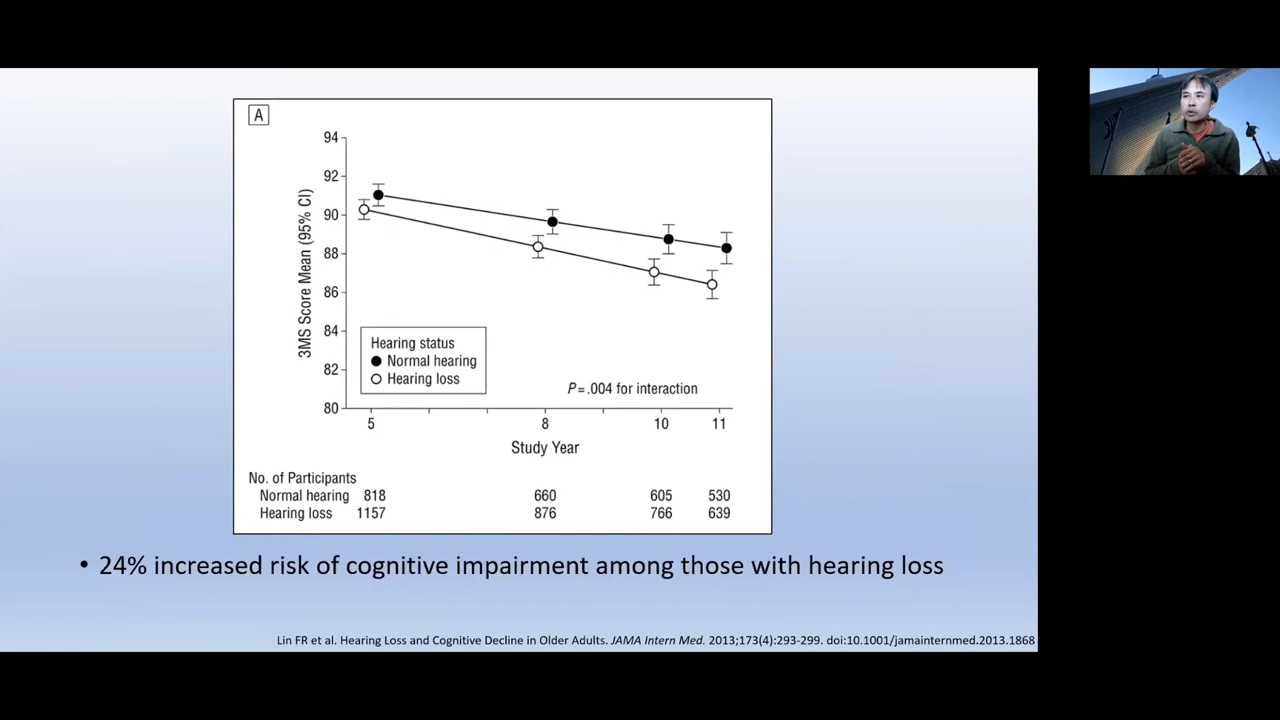 A
94
92
90
88
86
84
82
80
3MS Score Mean (95% CI)
Hearing status
Normal hearing
Hearing loss
P=.004 for interaction
5 8 10 11
Study Year
No. of Participants
Normal hearing 818 660 605 530
Hearing loss 1157 876 766 639
• 24% increased risk of cognitive impairment among those with hearing loss
Lin FR et al. Hearing Loss and Cognitive Decline in Older Adults. JAMA Intern Med. 2013;173(4):293-299. doi:10.1001/jamainternmed.2013.1868